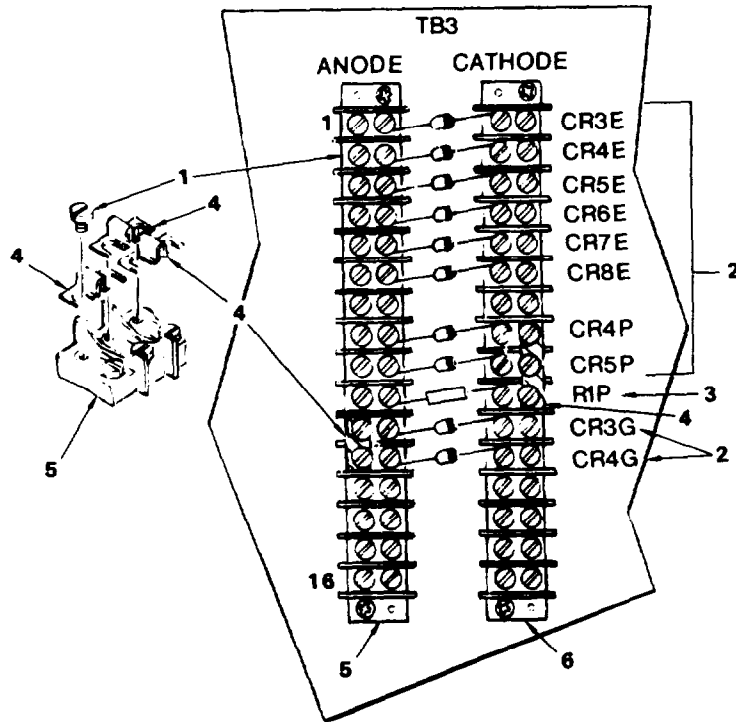 TB3
ANODE CATHODE
1 CR3E
1 CR4E
4 CR5E
CR6E
4 CR7E
4 CR8E 2
CR4P
CR5P
R1P 3
4
CR3G
5 CR4G 2
16
5 6